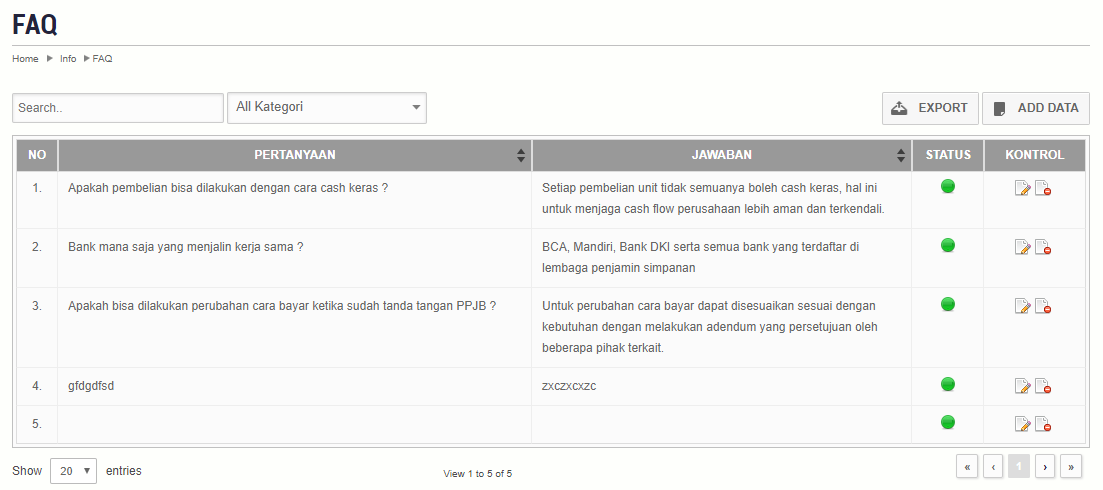 FAQ
Home Info FAQ
Search.. All Kategori EXPORT ADD DATA
NO PERTANYAAN JAWABAN STATUS KONTROL
1. Apakah pembelian bisa dilakukan dengan cara cash keras ? Setiap pembelian unit tidak semuanya boleh cash keras, hal ini
untuk menjaga cash flow perusahaan lebih aman dan terkendali.
2. Bank mana saja yang menjalin kerja sama ? BCA, Mandiri, Bank DKI serta semua bank yang terdaftar di
lembaga penjamin simpanan
3. Apakah bisa dilakukan perubahan cara bayar ketika sudah tanda tangan PPJB ? Untuk perubahan cara bayar dapat disesuaikan sesuai dengan
kebutuhan dengan melakukan adendum yang persetujuan oleh
beberapa pihak terkait.
4. gfdgdfsd zxczxcxzc
5.
Show 20 entries View 1 to 5 of 5 « ‹ 1 › »